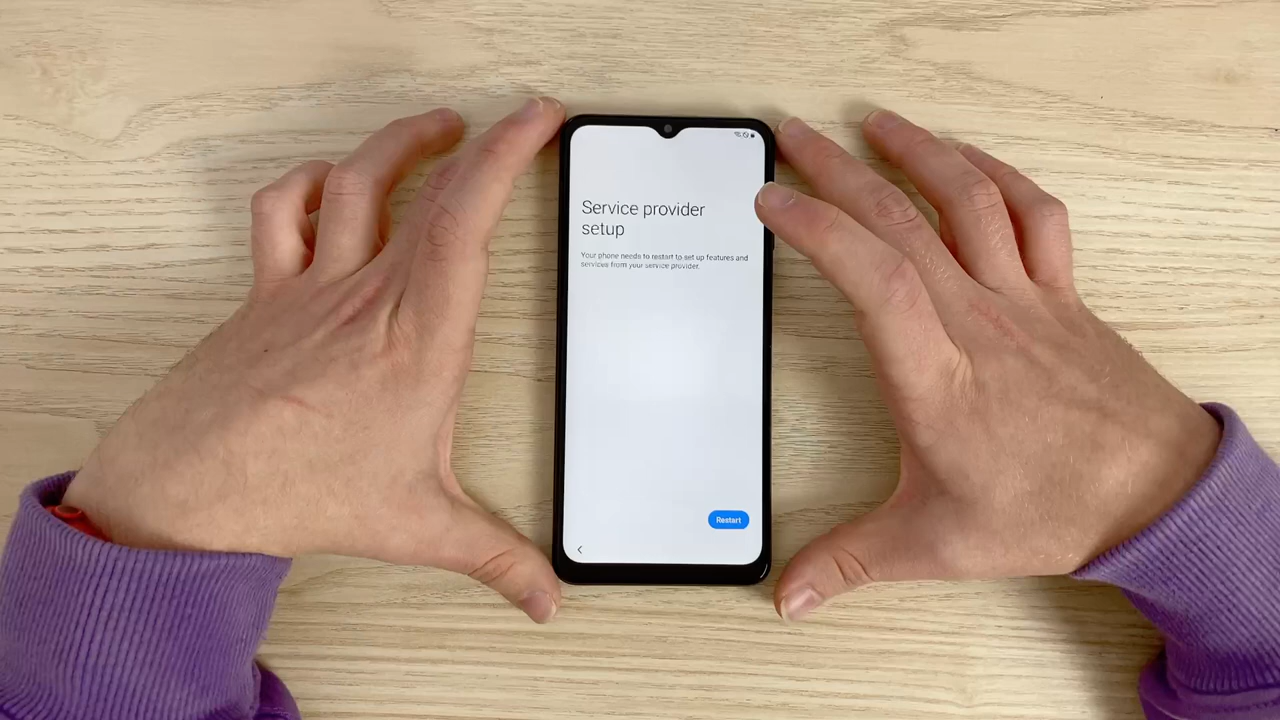 Service provider
setup
Your phone needs to restart to set up features and
services from your service provider.
Restart